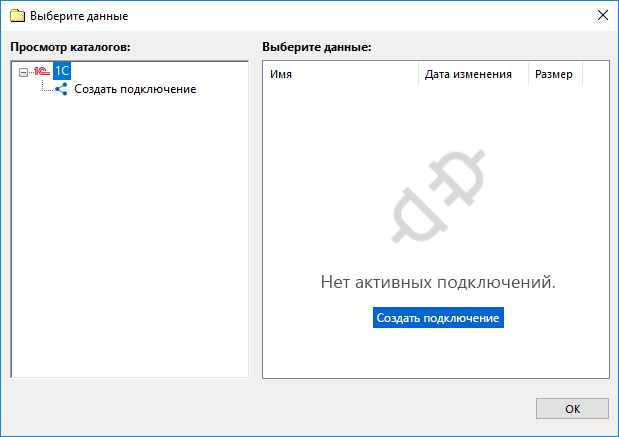 Выберите данные
Просмотр каталогов:
Выберите данные:
1С 1С
Создать подключение
Имя Дата изменения Размер
Нет активных подключений.
Создать подключение
OK